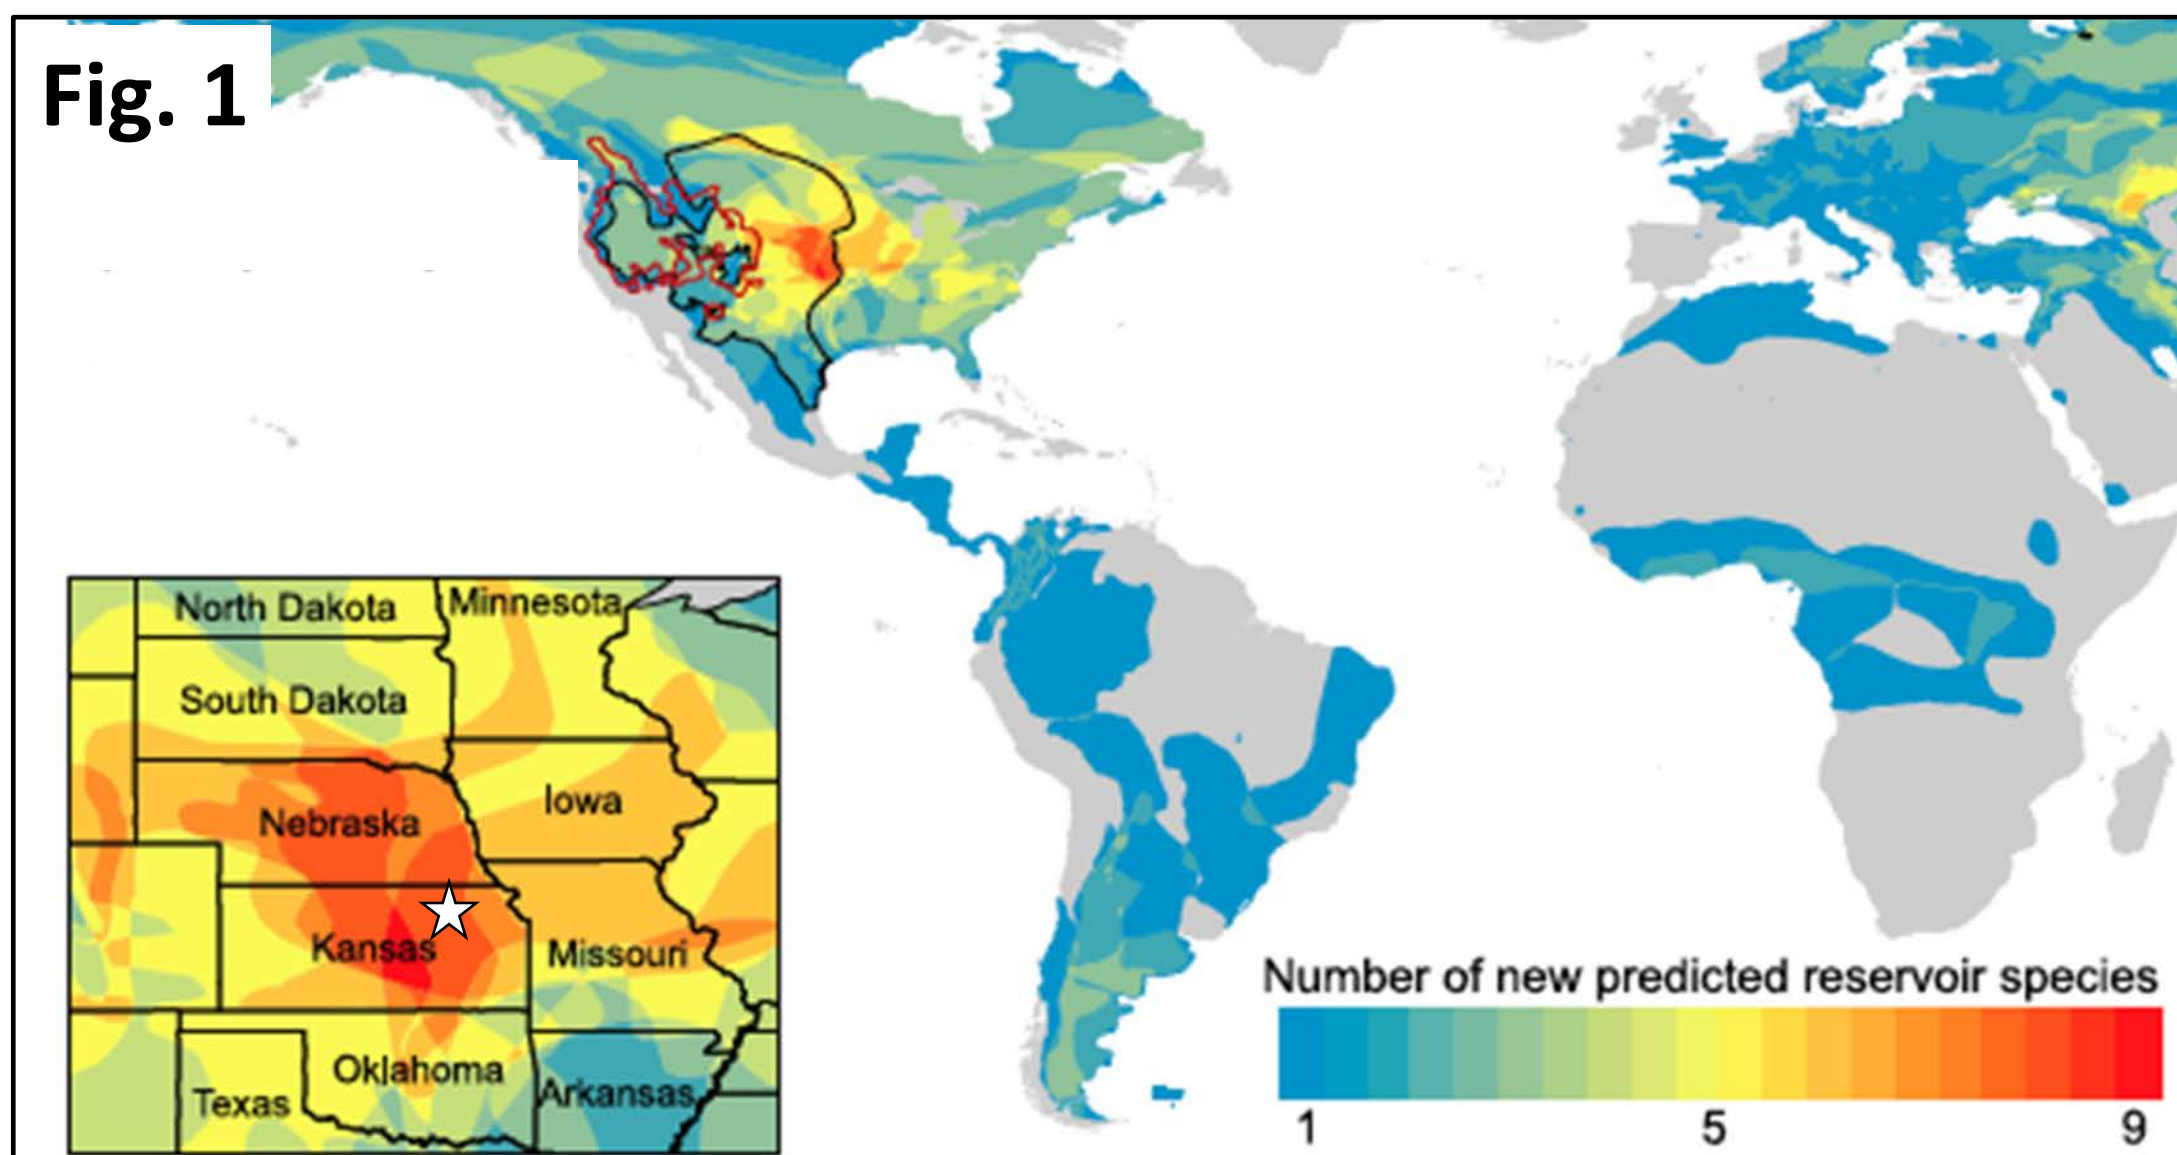 Fig. 1
North Dakota
Minnesota
South Dakota
Iowa
Nebraska
Kansas
Missouri
Oklahoma
Texas
Arkansas
Number of new predicted reservoir species
1 5 9